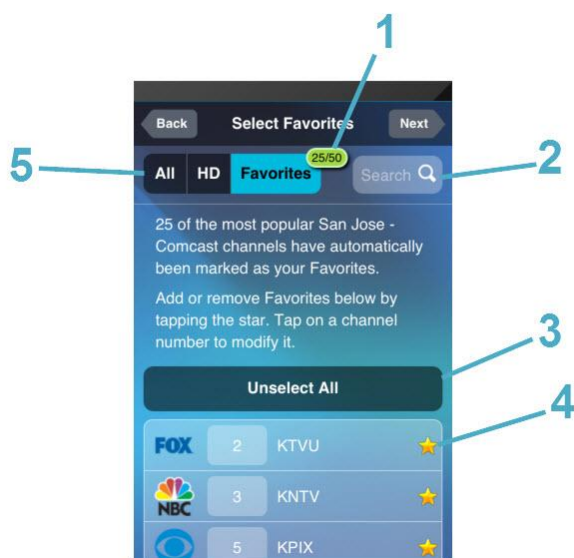 1
Back Select Favorites Next
25/50
5 All HD Favorites Search 2
25 of the most popular San Jose -
Comcast channels have automatically
been marked as your Favorites.
Add or remove Favorites below by
tapping the star. Tap on a channel
number to modify it.
3
Unselect All
4
FOX 2 KTVU
NBC 3 KNTV
5 KPIX